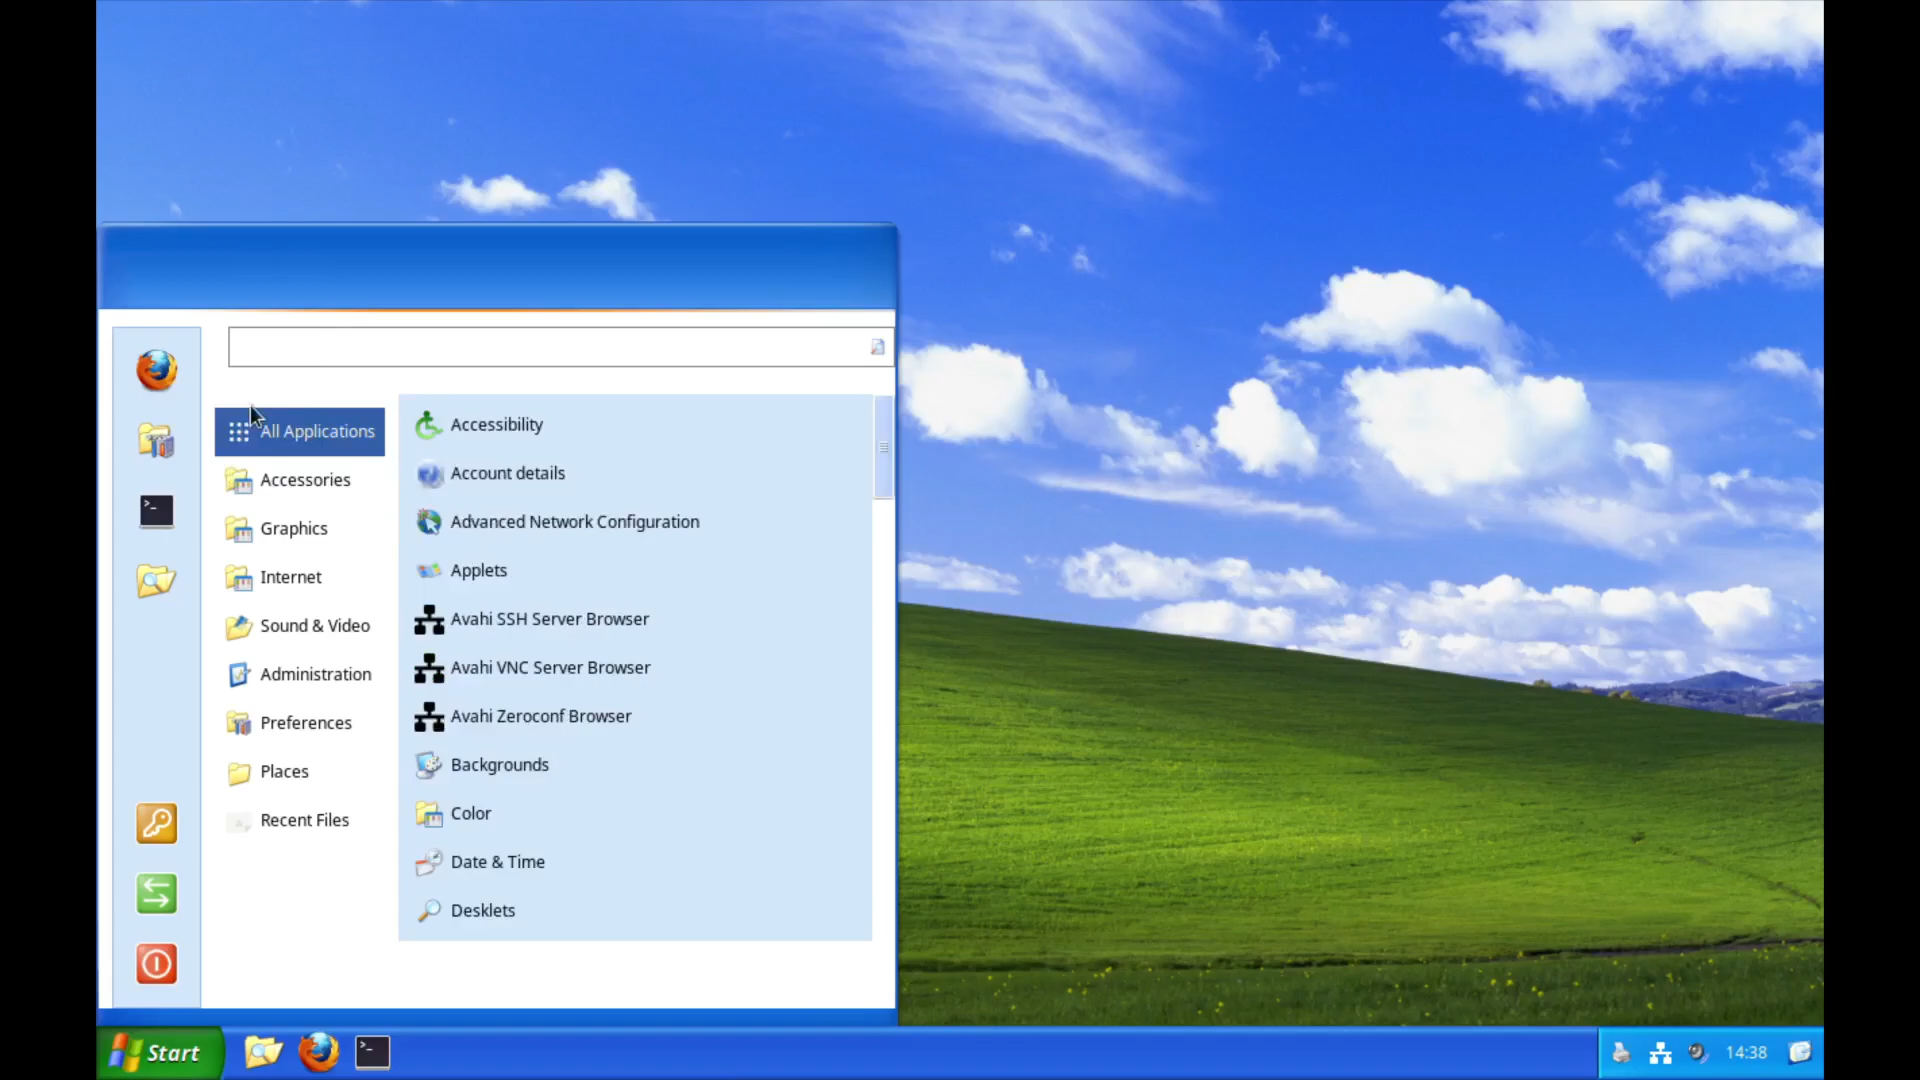 All Applications
Accessories
Graphics
Internet
Sound & Video
Administration
Preferences
Places
Recent Files
Accessibility
Account details
Advanced Network Configuration
Applets
Avahi SSH Server Browser
Avahi VNC Server Browser
Avahi Zeroconf Browser
Backgrounds
Color
Date & Time
Desklets
Start
14:38